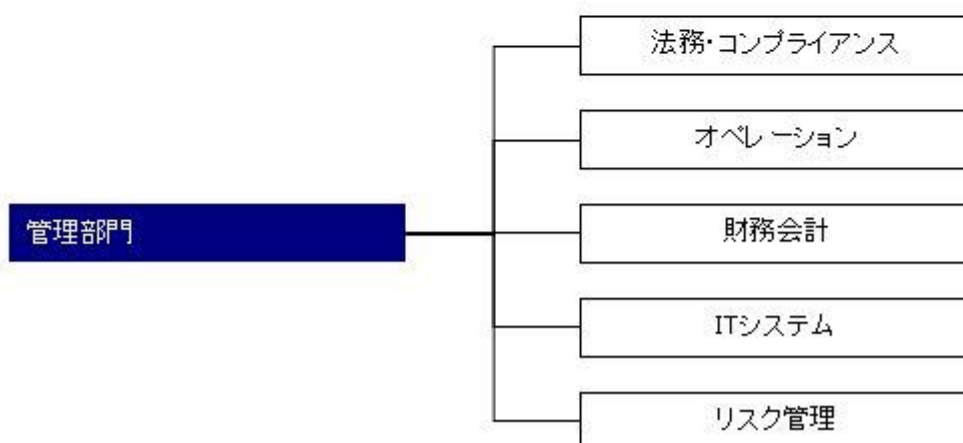 法務・コンプライアンス
オペレーション
管理部門
財務会計
ITシステム
リスク管理